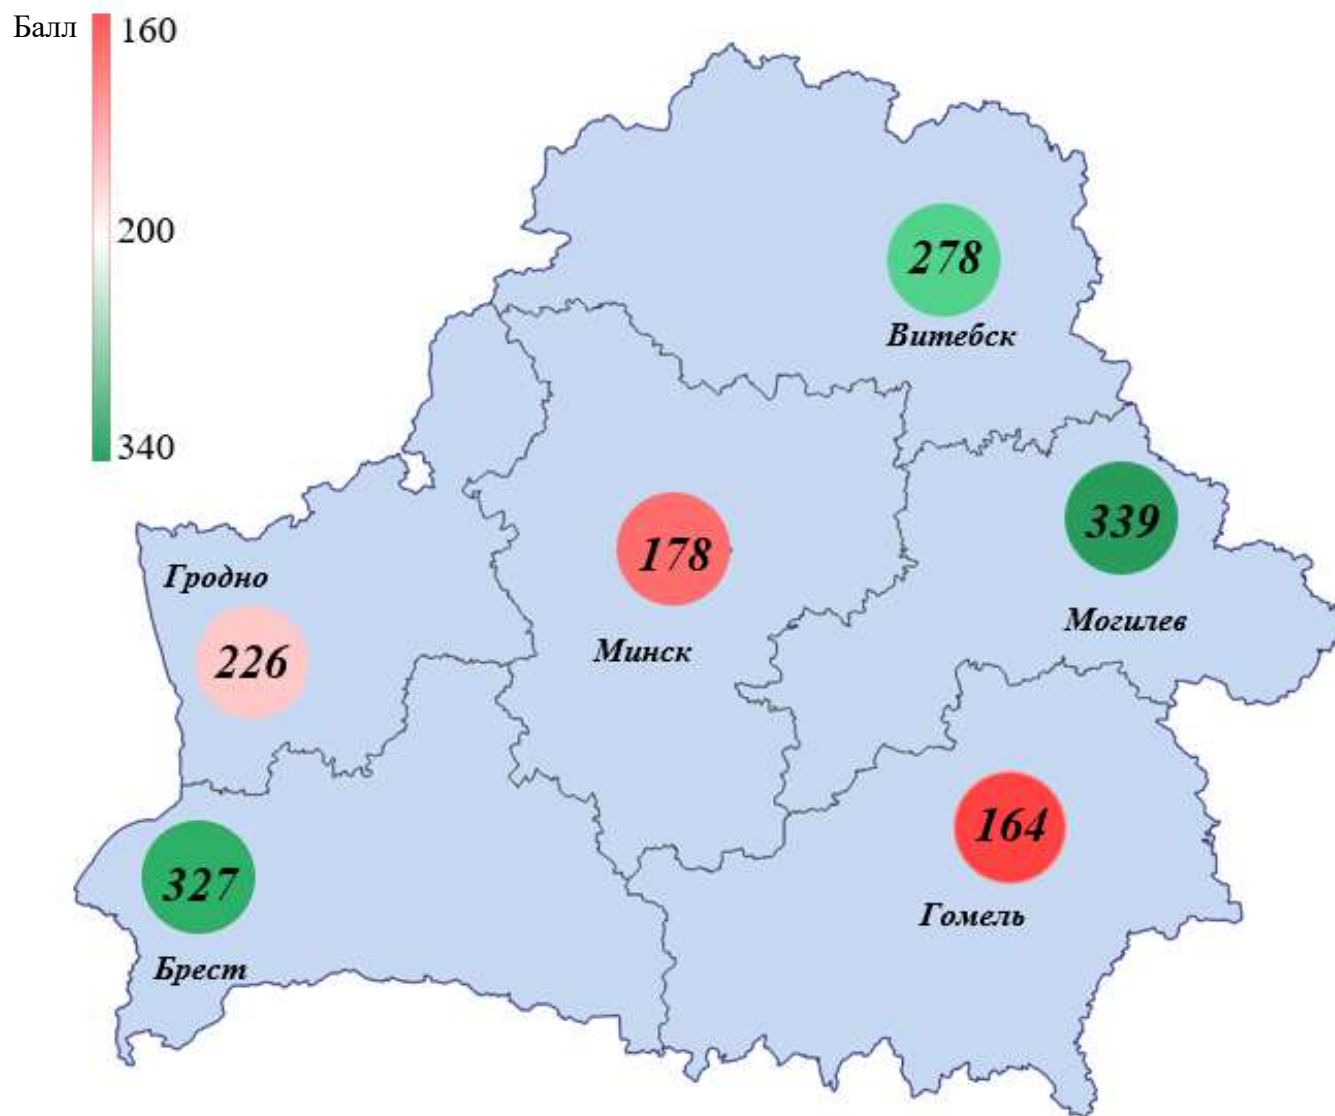 Балл
160
200
340
278
Витебск
339
Могилев
178
Минск
Гродно
226
164
Гомель
327
Брест